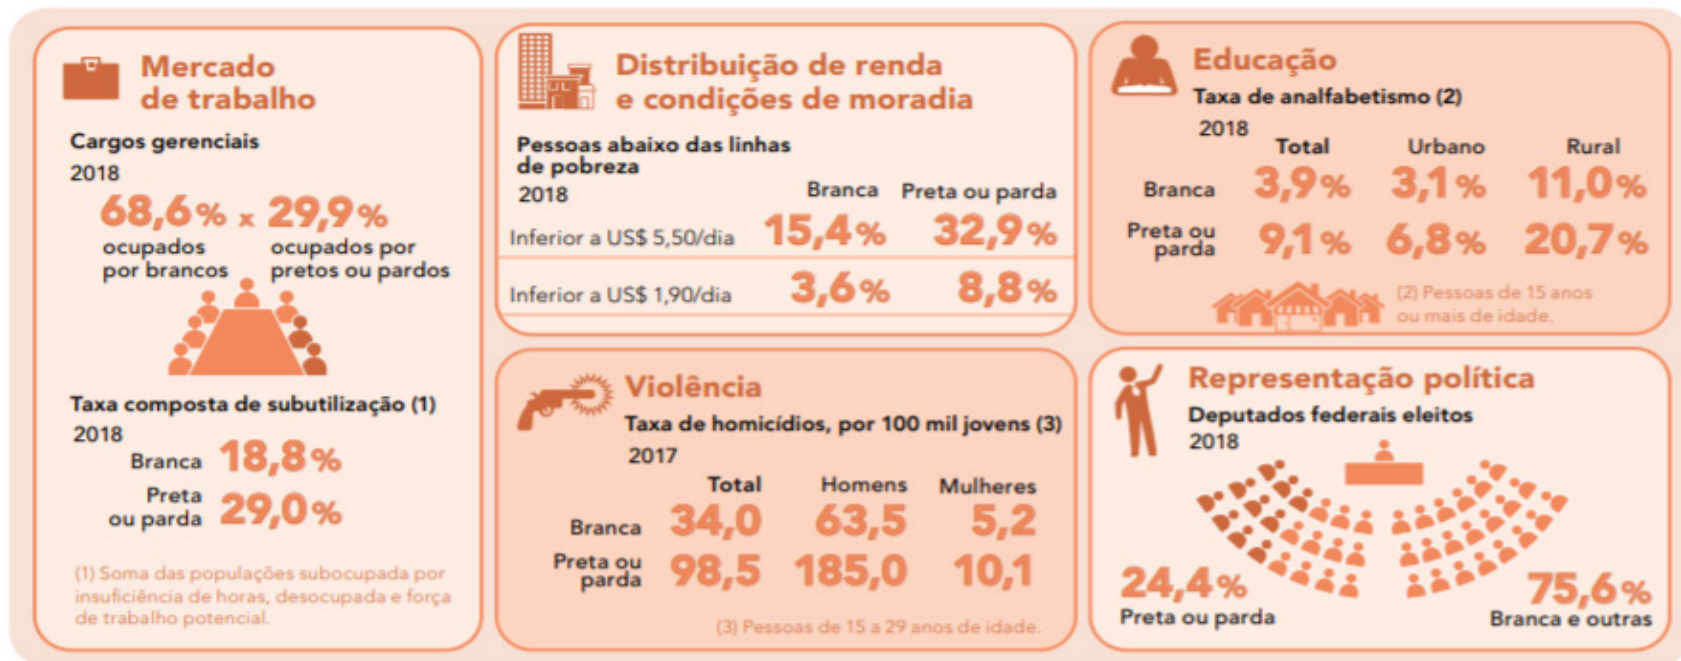 Mercado
de trabalho
Cargos gerenciais
2018
68,6% x 29,9%
ocupados ocupados por
por brancos pretos ou pardos
Taxa composta de subutilização (1)
2018
Branca 18,8%
Preta
ou parda 29,0%
(1) Soma das populações subocupada por
insuficiência de horas, desocupada e força
de trabalho potencial.
Distribuição de renda
e condições de moradia
Pessoas abaixo das linhas
de pobreza
2018 Branca Preta ou parda
Inferior a US$ 5,50/dia 15,4% 32,9%
Inferior a US$ 1,90/dia 3,6% 8,8%
Violência
Taxa de homicídios, por 100 mil jovens (3)
2017
Total Homens Mulheres
Branca 34,0 63,5 5,2
Preta ou
parda 98,5 185,0 10,1
(3) Pessoas de 15 a 29 anos de idade.
Educação
Taxa de analfabetismo (2)
2018
Total Urbano Rural
Branca 3,9% 3,1% 11,0%
Preta ou
parda 9,1% 6,8% 20,7%
(2) Pessoas de 15 anos
ou mais de idade.
Representação política
Deputados federais eleitos
2018
24,4% 75,6%
Preta ou parda Branca e outras